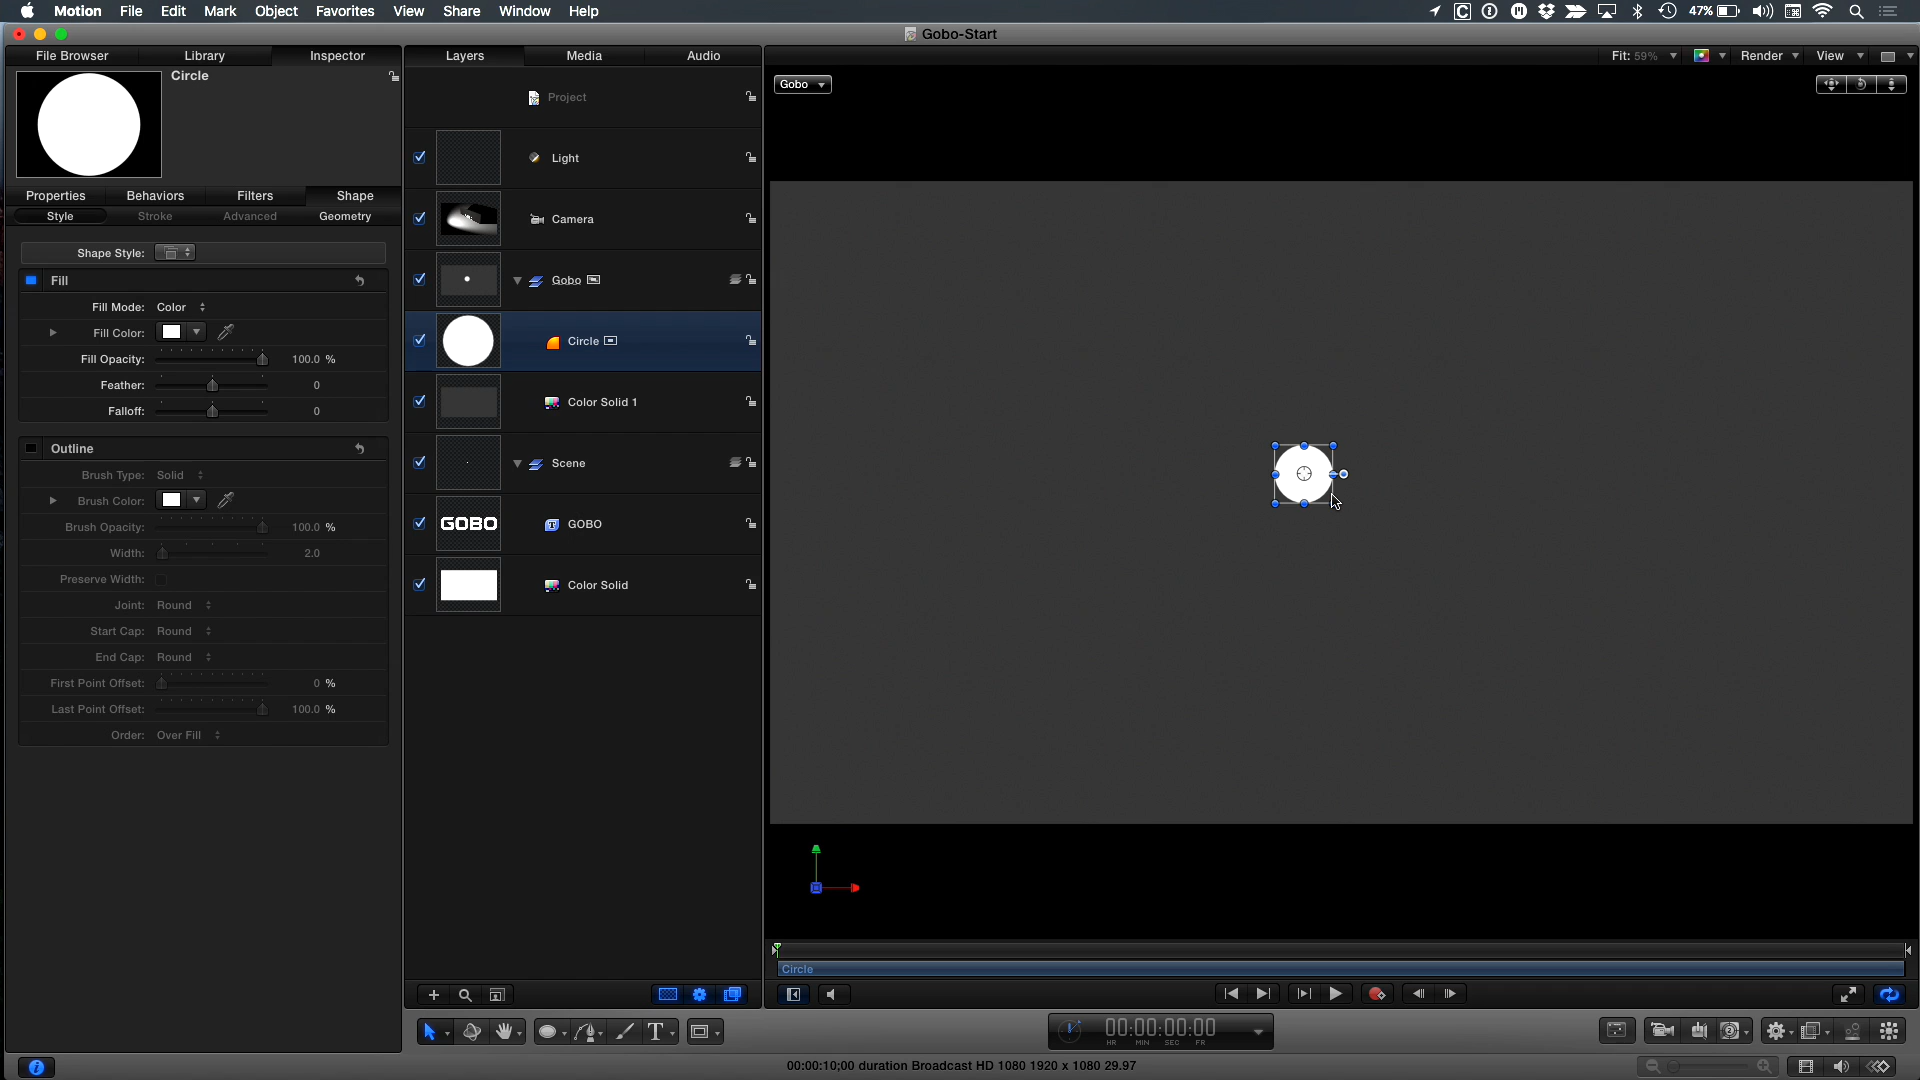 Motion File Edit Mark Object Favorites View Share Window Help 47%
Gobo-Start
File Browser Library Inspector Layers Media Audio Fit: 59% Render View
Circle
Gobo
Project
Light
Properties Behaviors Filters Shape
Style Stroke Advanced Geometry
Camera
Shape Style:
Fill
Gobo
Fill Mode: Color
Fill Color:
Circle
Fill Opacity: 100.0 %
Feather: 0
Color Solid 1
Falloff: 0
Outline
Scene
Brush Type: Solid
Brush Color:
GOBO GOBO
Brush Opacity: 100.0 %
Width: 2.0
Preserve Width:
Color Solid
Joint: Round
Start Cap: Round
End Cap: Round
First Point Offset: 0 %
Last Point Offset: 100.0 %
Order: Over Fill
Circle
00:00:00:00
HR MIN SEC FR
00:00:10;00 duration Broadcast HD 1080 1920 x 1080 29.97